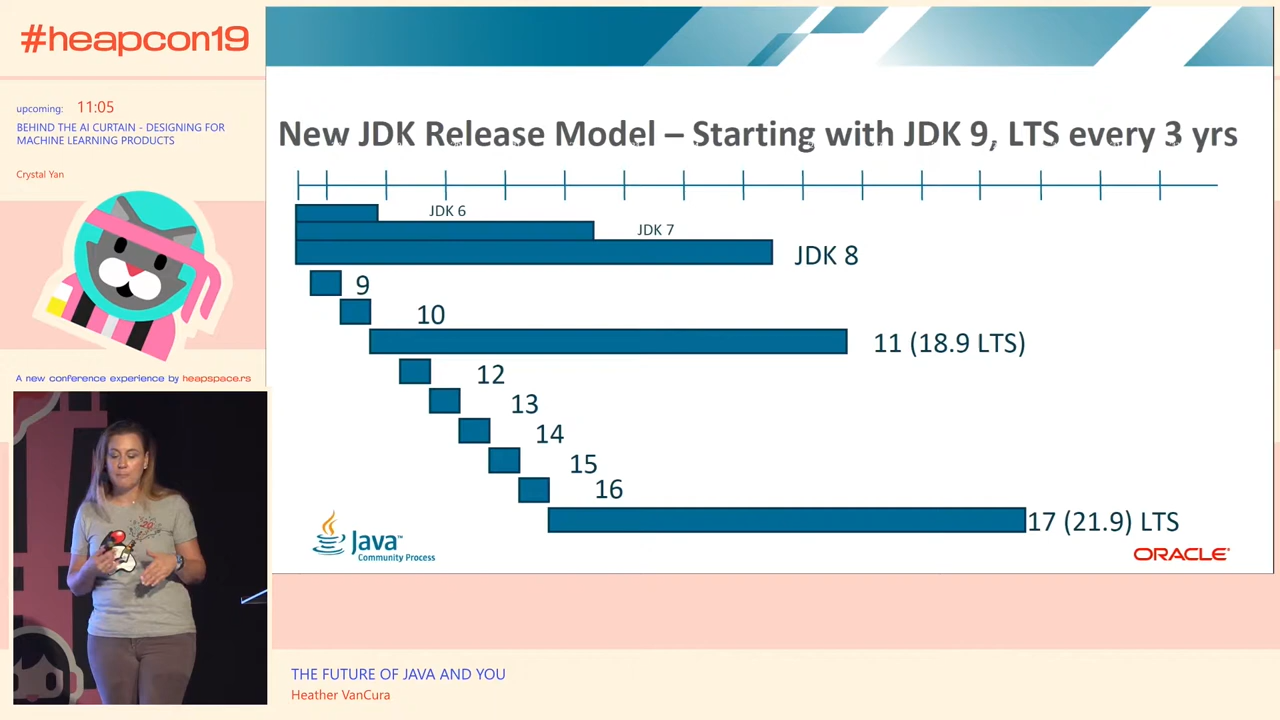 #heapcon19
upcoming: 11:05
BEHIND THE AI CURTAIN - DESIGNING FOR
MACHINE LEARNING PRODUCTS
Crystal Yan
A new conference experience by heapspace.rs
New JDK Release Model – Starting with JDK 9, LTS every 3 yrs
JDK 6
JDK 7
JDK 8
9
10
11 (18.9 LTS)
12
13
14
15
16
17 (21.9) LTS
Java™
Community Process
ORACLE®
THE FUTURE OF JAVA AND YOU
Heather VanCura